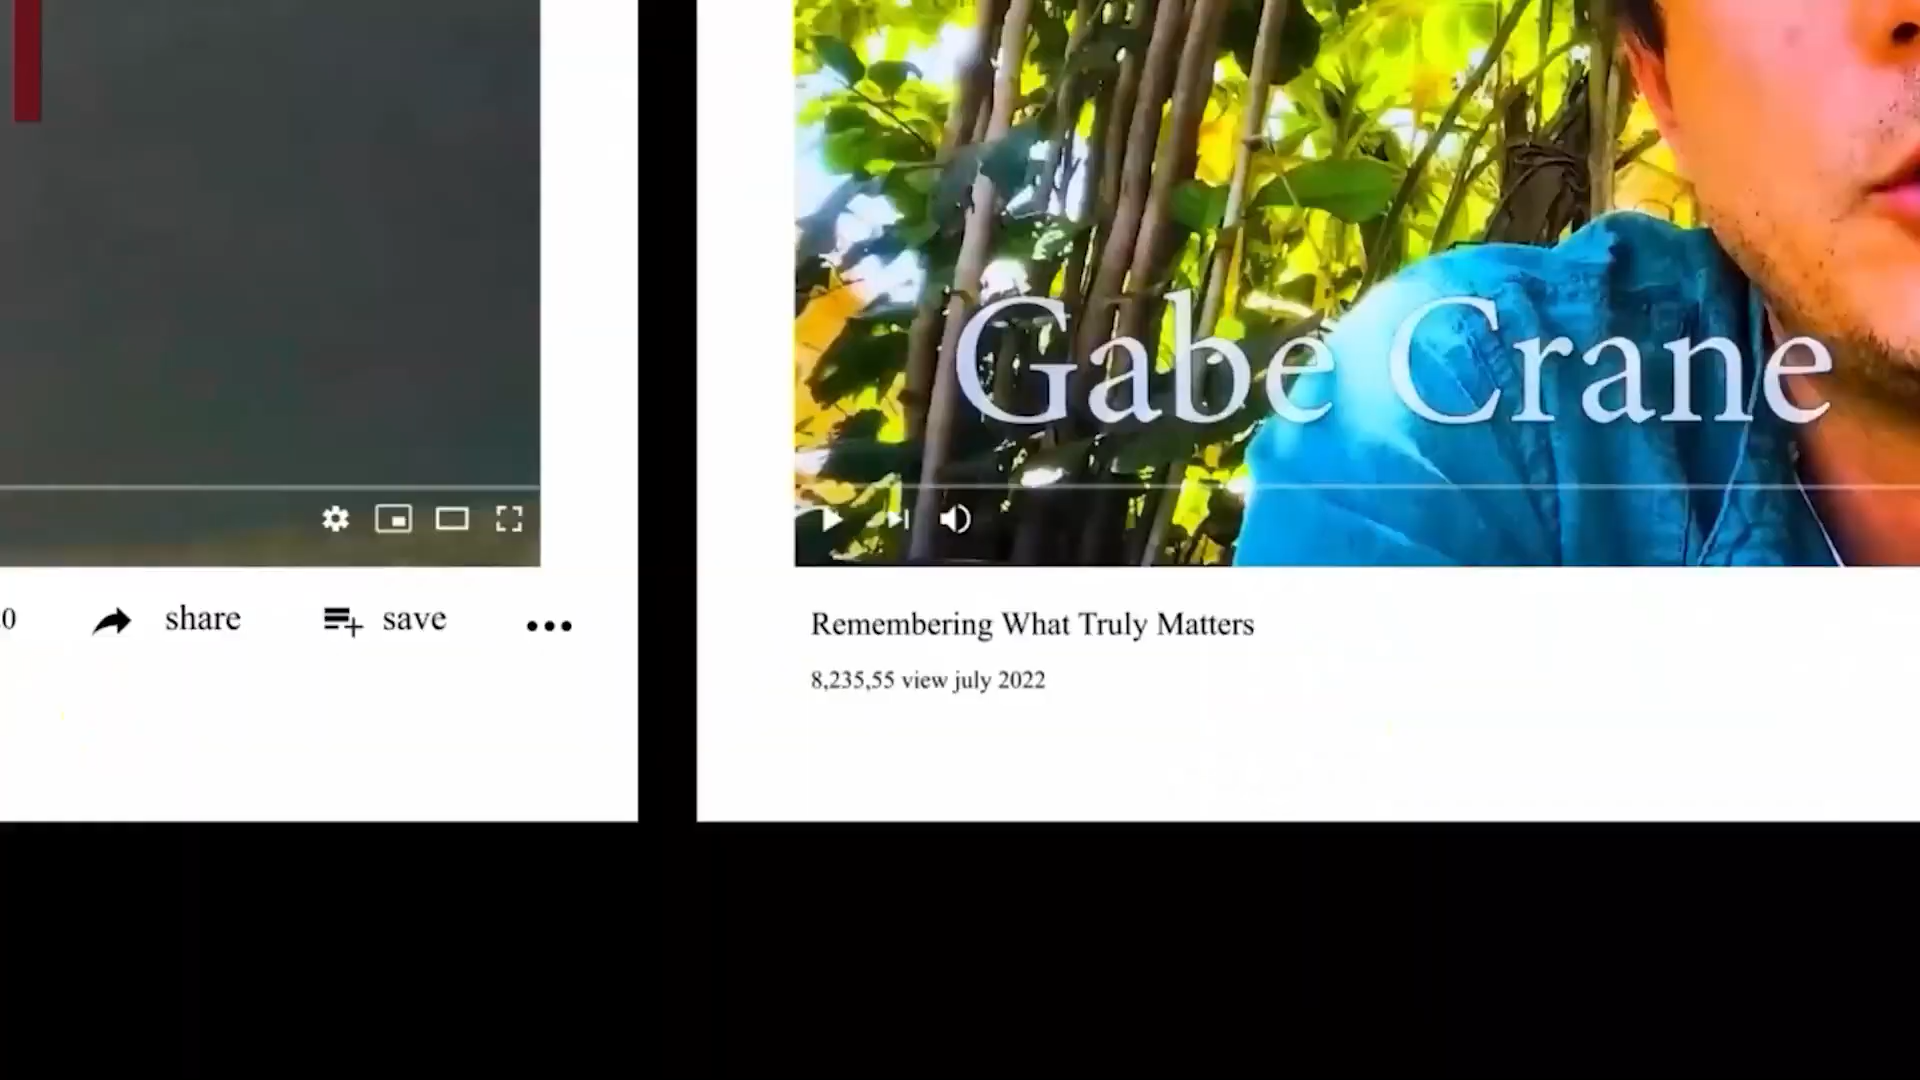 Gabe Crane
0 share save
Remembering What Truly Matters
8,235,55 view july 2022